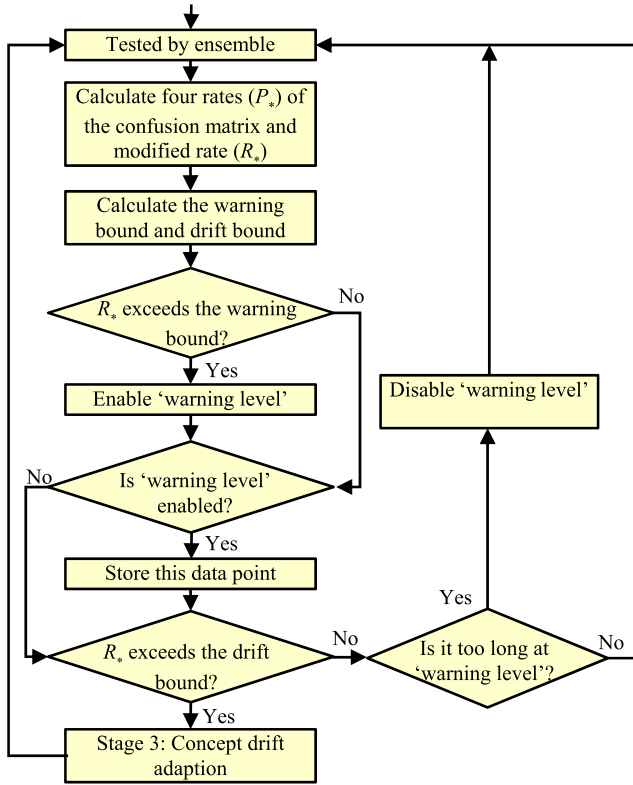 Tested by ensemble
Calculate four rates (P*) of
the confusion matrix and
modified rate (R*)
Calculate the warning
bound and drift bound
R* exceeds the warning
bound?
No
Yes
Enable ‘warning level’
Disable ‘warning level’
Is ‘warning level’
enabled?
No
Yes
Store this data point
R* exceeds the drift
bound?
No
Yes
Is it too long at
‘warning level’?
Yes
No
Stage 3: Concept drift
adaption